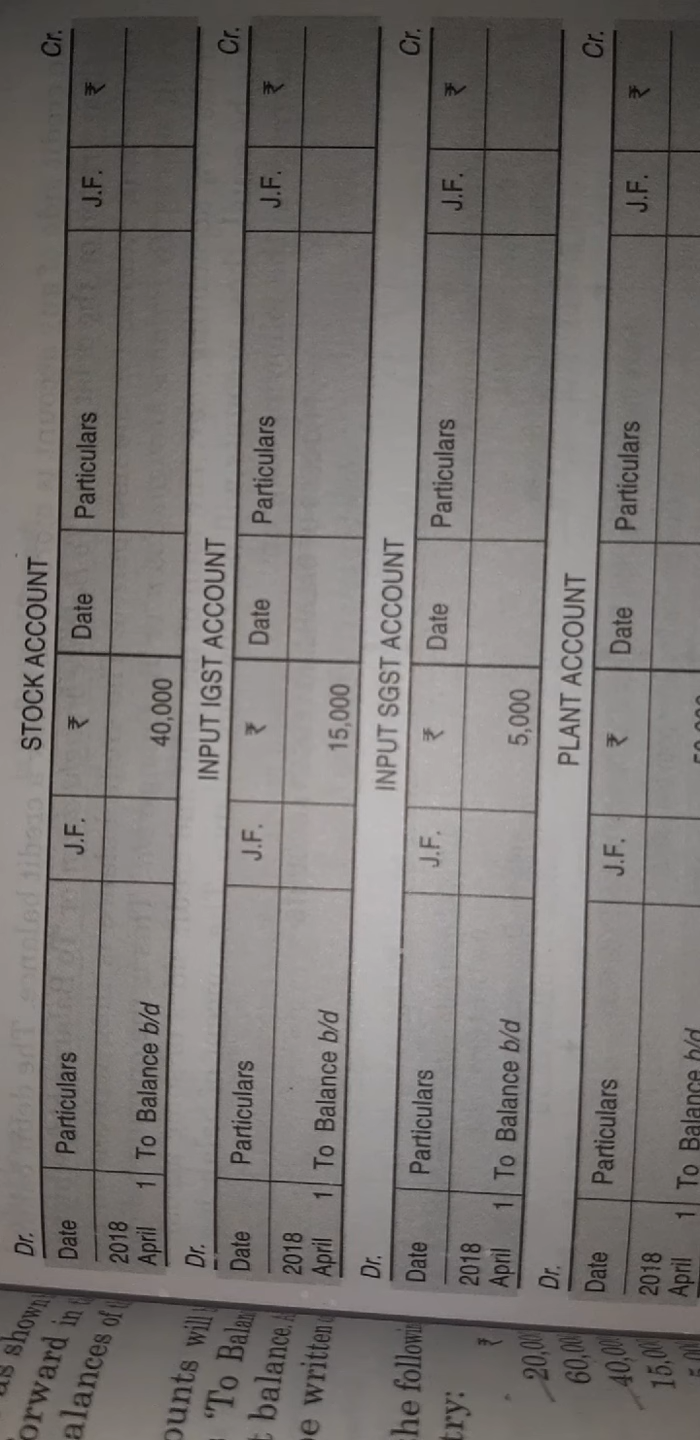 as shown
forward in
alances of
ounts will
'To Balan
t balance.
e written
he followi
try:
₹
20,00
60,00
40,00
15,00
STOCK ACCOUNT
Dr. Cr.
Date Particulars J.F. ₹ Date Particulars J.F. ₹
2018
April 1 To Balance b/d 40,000
INPUT IGST ACCOUNT
Dr. Cr.
Date Particulars J.F. ₹ Date Particulars J.F. ₹
2018
April 1 To Balance b/d 15,000
INPUT SGST ACCOUNT
Dr. Cr.
Date Particulars J.F. ₹ Date Particulars J.F. ₹
2018
April 1 To Balance b/d 5,000
PLANT ACCOUNT
Dr. Cr.
Date Particulars J.F. ₹ Date Particulars J.F. ₹
2018
April 1 To Balance b/d